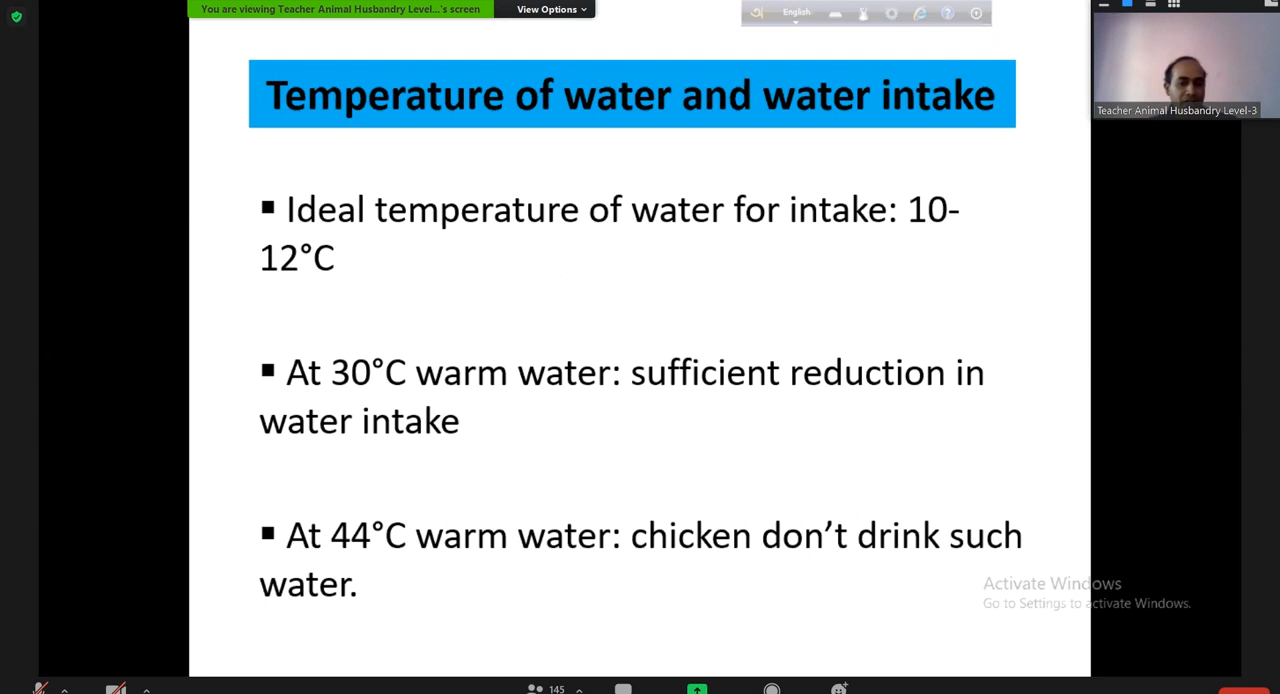 You are viewing Teacher Animal Husbandry Level...'s screen
View Options
English
Teacher Animal Husbandry Level-3
Temperature of water and water intake
▪ Ideal temperature of water for intake: 10-
12°C
▪ At 30°C warm water: sufficient reduction in
water intake
▪ At 44°C warm water: chicken don’t drink such
water.
Activate Windows
Go to Settings to activate Windows.
145